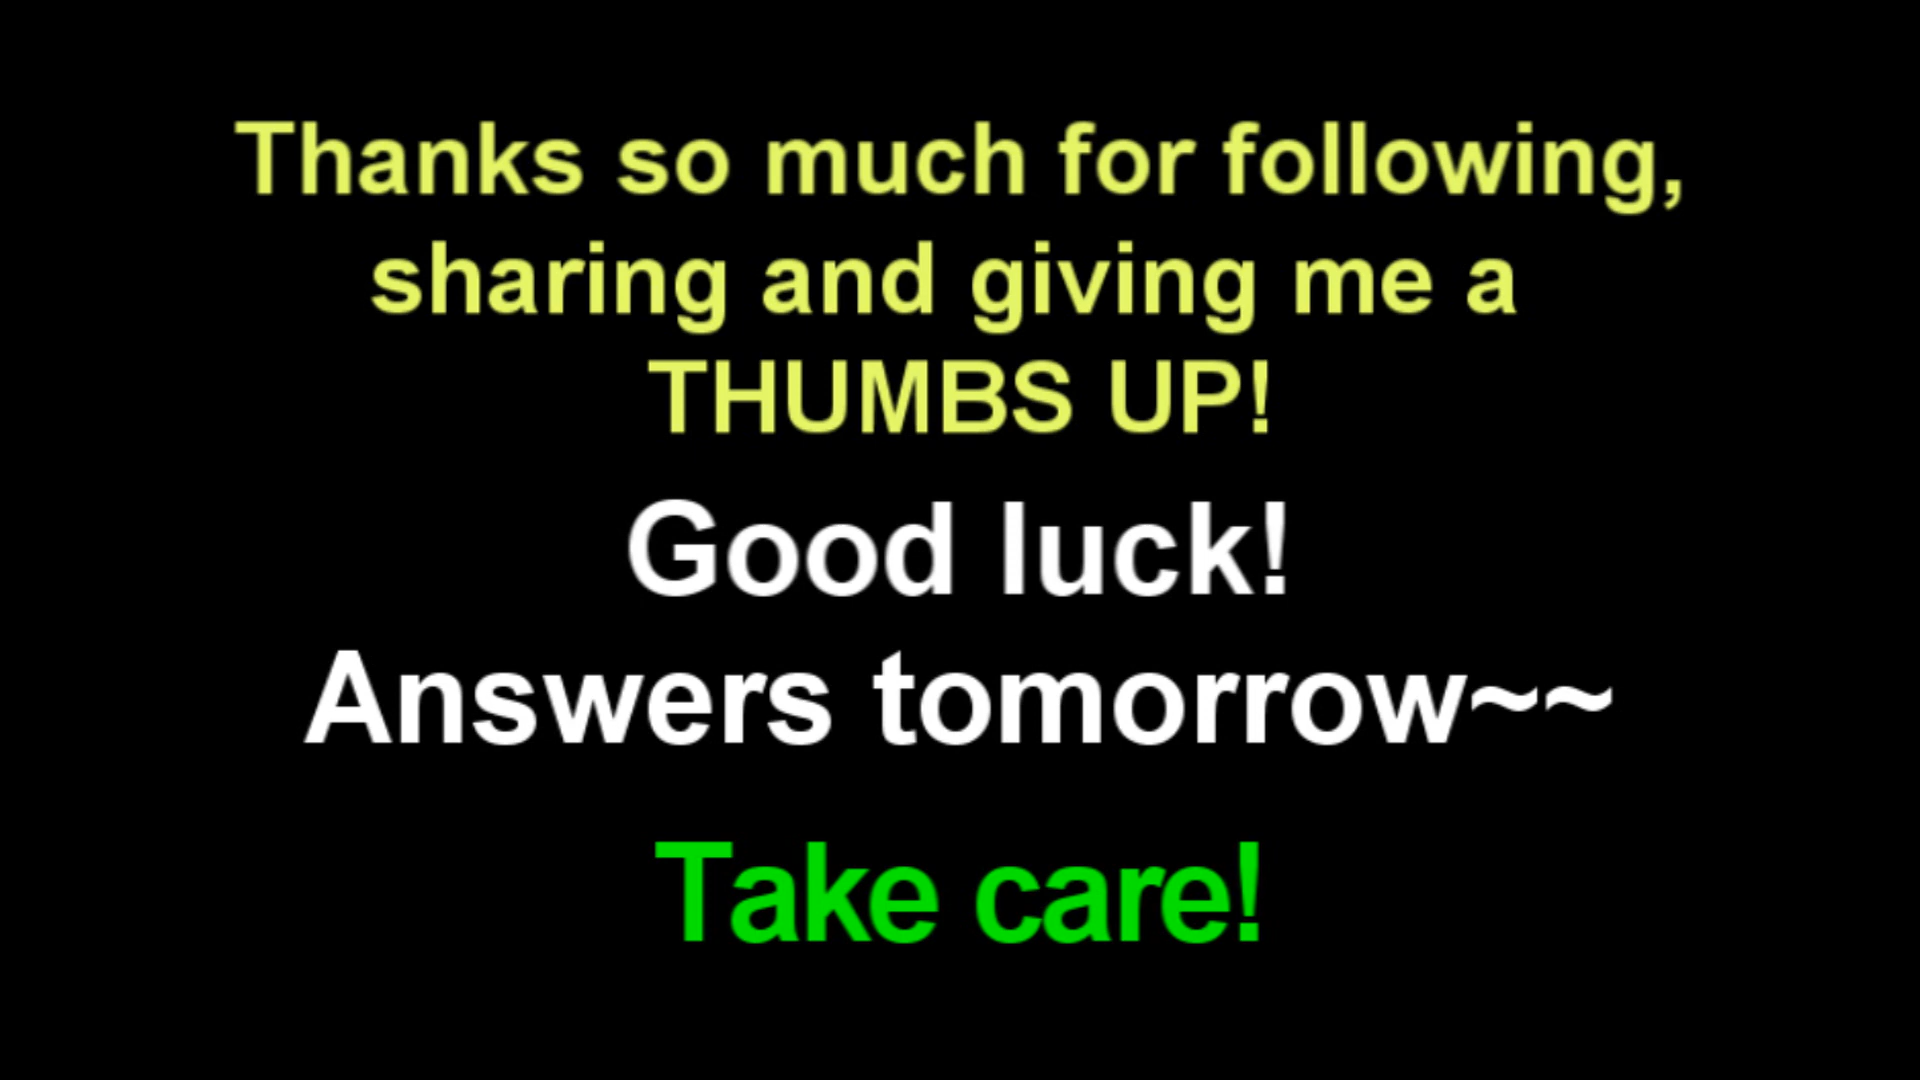 Thanks so much for following,
sharing and giving me a
THUMBS UP!
Good luck!
Answers tomorrow~~
Take care!